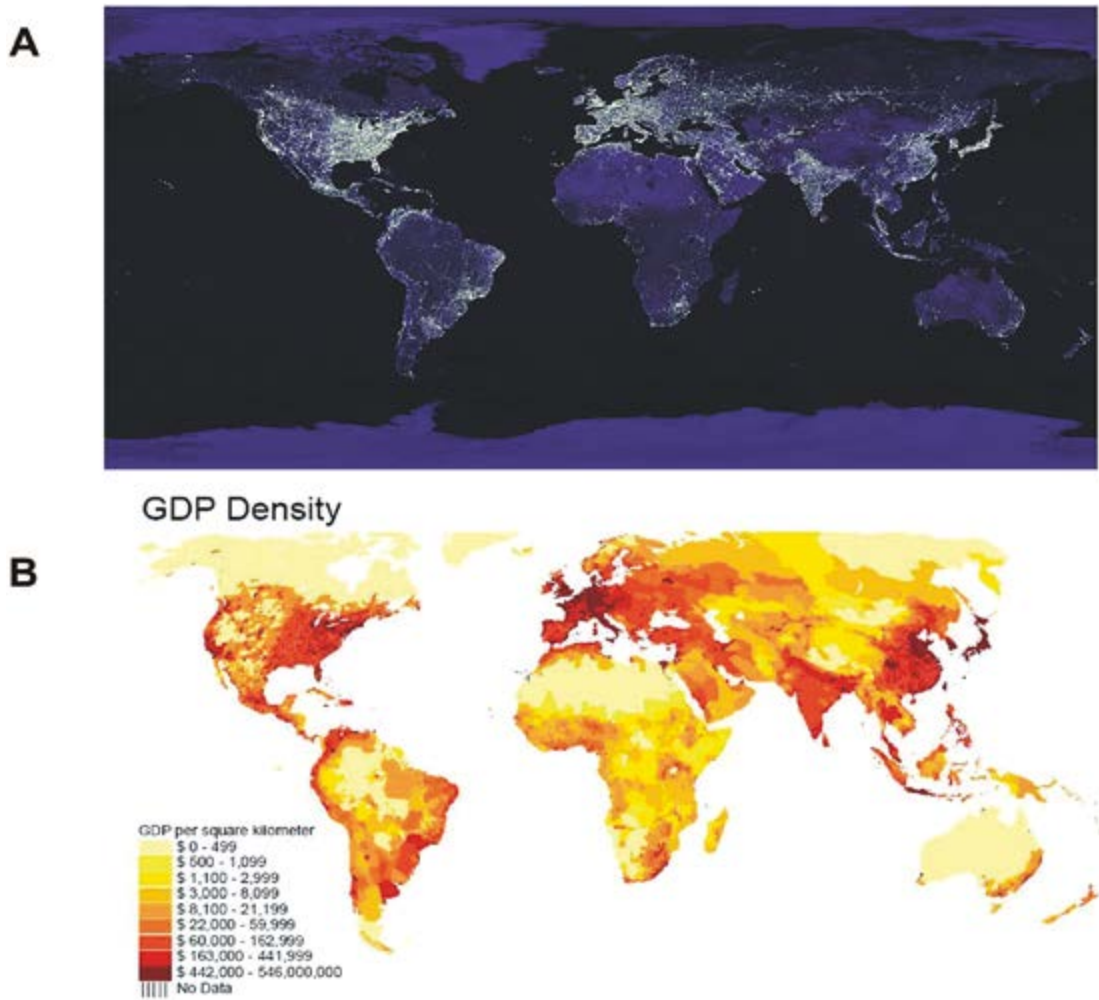 A
GDP Density
B
GDP per square kilometer
$ 0 - 499
$ 500 - 1,099
$ 1,100 - 2,999
$ 3,000 - 8,099
$ 8,100 - 21,199
$ 22,000 - 59,999
$ 60,000 - 162,999
$ 163,000 - 441,999
$ 442,000 - 546,000,000
No Data